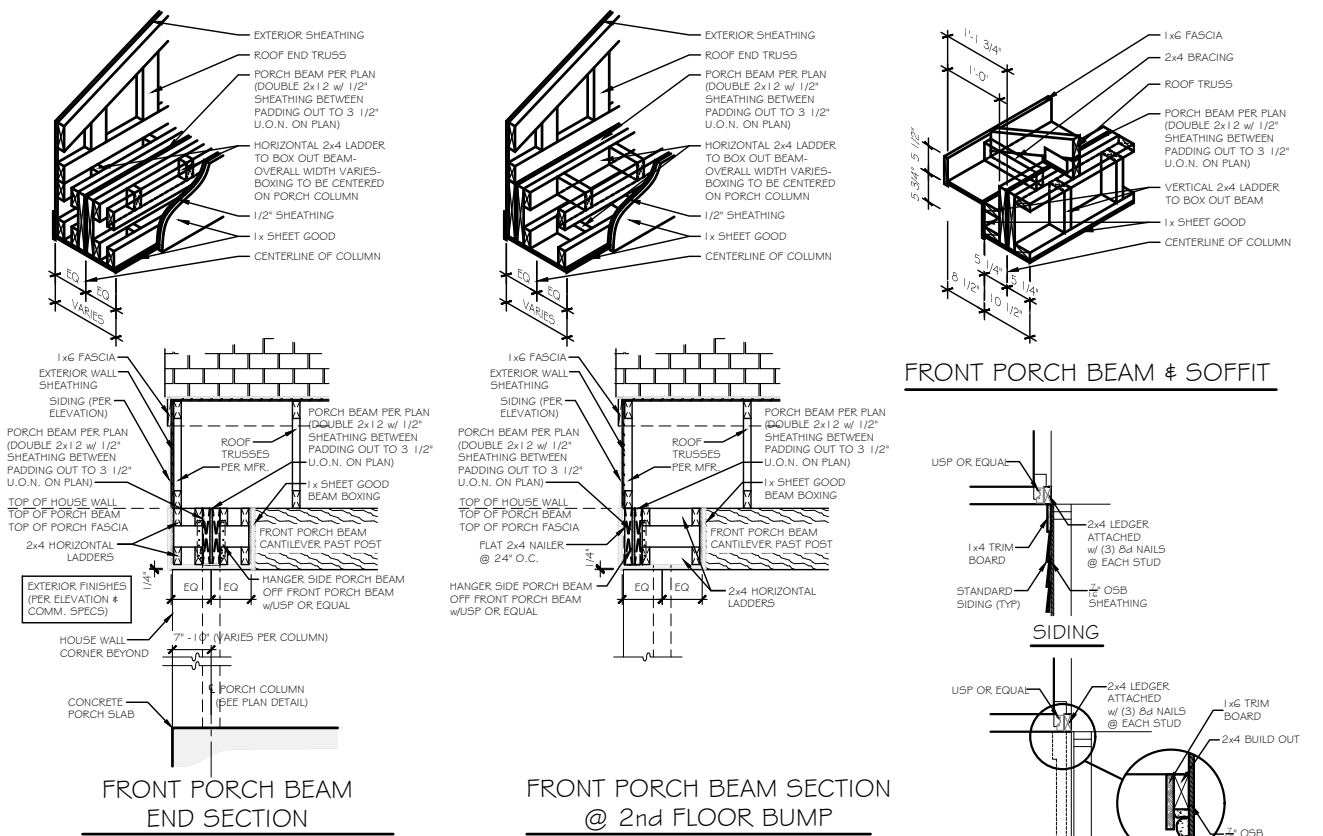 EXTERIOR SHEATHING
ROOF END TRUSS
PORCH BEAM PER PLAN
(DOUBLE 2x12 w/ 1/2"
SHEATHING BETWEEN
PADDING OUT TO 3 1/2"
U.O.N. ON PLAN)
HORIZONTAL 2x4 LADDER
TO BOX OUT BEAM-
OVERALL WIDTH VARIES-
BOXING TO BE CENTERED
ON PORCH COLUMN
1/2" SHEATHING
1x SHEET GOOD
CENTERLINE OF COLUMN
EQ
EQ
VARIES
EXTERIOR SHEATHING
ROOF END TRUSS
PORCH BEAM PER PLAN
(DOUBLE 2x12 w/ 1/2"
SHEATHING BETWEEN
PADDING OUT TO 3 1/2"
U.O.N. ON PLAN)
HORIZONTAL 2x4 LADDER
TO BOX OUT BEAM-
OVERALL WIDTH VARIES-
BOXING TO BE CENTERED
ON PORCH COLUMN
1/2" SHEATHING
1x SHEET GOOD
CENTERLINE OF COLUMN
EQ
EQ
VARIES
1'-1 3/4"
1'-0"
5 1/2"
5 3/4"
1x6 FASCIA
2x4 BRACING
ROOF TRUSS
PORCH BEAM PER PLAN
(DOUBLE 2x12 w/ 1/2"
SHEATHING BETWEEN
PADDING OUT TO 3 1/2"
U.O.N. ON PLAN)
VERTICAL 2x4 LADDER
TO BOX OUT BEAM
1x SHEET GOOD
CENTERLINE OF COLUMN
5 1/4"
5 1/4"
8 1/2"
10 1/2"
FRONT PORCH BEAM & SOFFIT
1x6 FASCIA
EXTERIOR WALL
SHEATHING
SIDING (PER
ELEVATION)
PORCH BEAM PER PLAN
(DOUBLE 2x12 w/ 1/2"
SHEATHING BETWEEN
PADDING OUT TO 3 1/2"
U.O.N. ON PLAN)
TOP OF HOUSE WALL
TOP OF PORCH BEAM
TOP OF PORCH FASCIA
2x4 HORIZONTAL
LADDERS
EXTERIOR FINISHES
(PER ELEVATION &
COMM. SPECS)
1/4"
HOUSE WALL
CORNER BEYOND
CONCRETE
PORCH SLAB
ROOF
TRUSSES
PER MFR.
PORCH BEAM PER PLAN
(DOUBLE 2x12 w/ 1/2"
SHEATHING BETWEEN
PADDING OUT TO 3 1/2"
U.O.N. ON PLAN)
1x SHEET GOOD
BEAM BOXING
FRONT PORCH BEAM
CANTILEVER PAST POST
EQ
EQ
HANGER SIDE PORCH BEAM
OFF FRONT PORCH BEAM
w/USP OR EQUAL
7" -10" (VARIES PER COLUMN)
℄ PORCH COLUMN
(SEE PLAN DETAIL)
FRONT PORCH BEAM
END SECTION
1x6 FASCIA
EXTERIOR WALL
SHEATHING
SIDING (PER
ELEVATION)
PORCH BEAM PER PLAN
(DOUBLE 2x12 w/ 1/2"
SHEATHING BETWEEN
PADDING OUT TO 3 1/2"
U.O.N. ON PLAN)
TOP OF HOUSE WALL
TOP OF PORCH BEAM
TOP OF PORCH FASCIA
FLAT 2x4 NAILER
@ 24" O.C.
1/4"
HANGER SIDE PORCH BEAM
OFF FRONT PORCH BEAM
w/USP OR EQUAL
ROOF
TRUSSES
PER MFR.
PORCH BEAM PER PLAN
(DOUBLE 2x12 w/ 1/2"
SHEATHING BETWEEN
PADDING OUT TO 3 1/2"
U.O.N. ON PLAN)
1x SHEET GOOD
BEAM BOXING
FRONT PORCH BEAM
CANTILEVER PAST POST
EQ
EQ
2x4 HORIZONTAL
LADDERS
FRONT PORCH BEAM SECTION
@ 2nd FLOOR BUMP
USP OR EQUAL
2x4 LEDGER
ATTACHED
w/ (3) 8d NAILS
@ EACH STUD
1x4 TRIM
BOARD
STANDARD
SIDING (TYP)
7/16" OSB
SHEATHING
SIDING
USP OR EQUAL
2x4 LEDGER
ATTACHED
w/ (3) 8d NAILS
@ EACH STUD
1x6 TRIM
BOARD
2x4 BUILD OUT
OSB